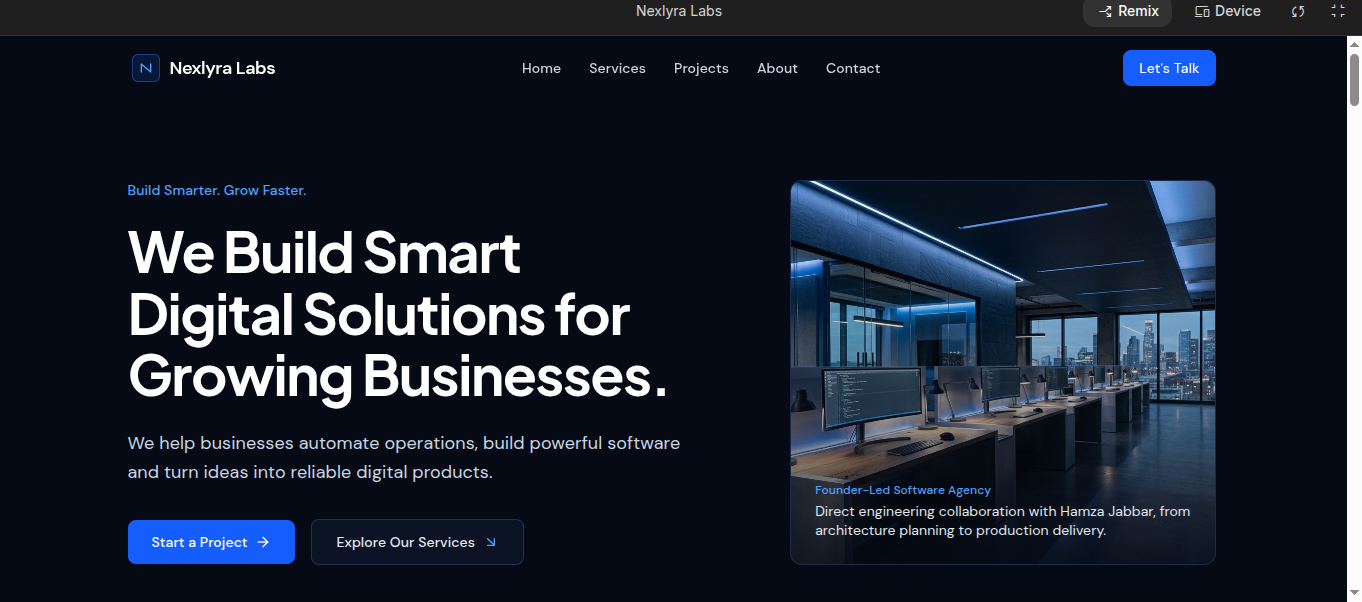 Nexlyra Labs
Remix
Device
Nexlyra Labs
Home
Services
Projects
About
Contact
Let's Talk
Build Smarter. Grow Faster.
We Build Smart
Digital Solutions for
Growing Businesses.
We help businesses automate operations, build powerful software
and turn ideas into reliable digital products.
Start a Project
Explore Our Services
Founder-Led Software Agency
Direct engineering collaboration with Hamza Jabbar, from
architecture planning to production delivery.